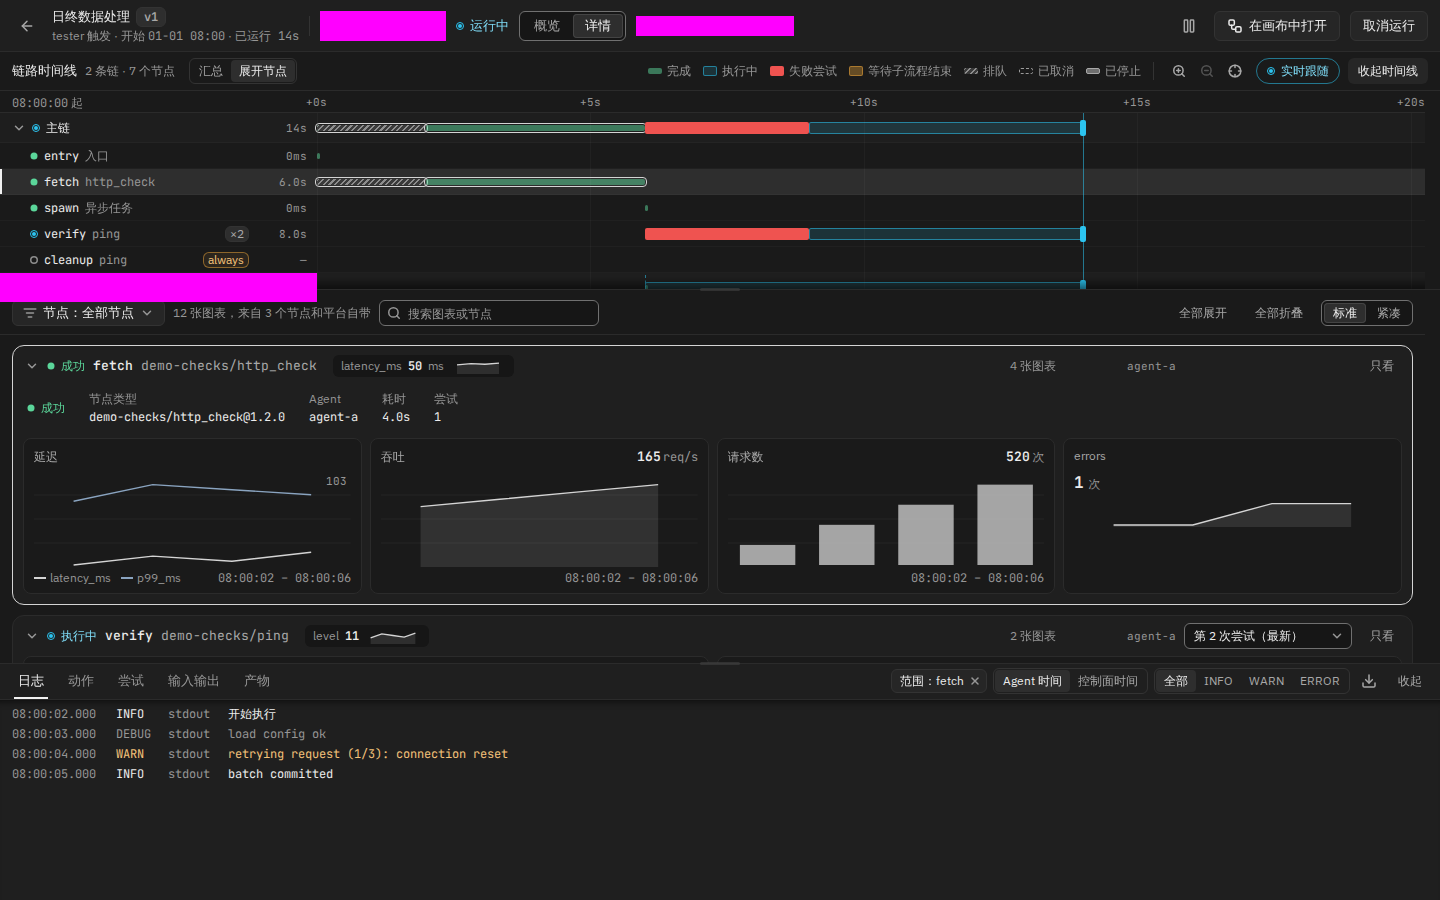 日终数据处理 v1
tester 触发 · 开始 01-01 08:00 · 已运行 14s
运行中
概览 详情
在画布中打开
取消运行
链路时间线 2 条链 · 7 个节点
汇总 展开节点
完成 执行中 失败尝试 等待子流程结束 排队 已取消 已停止
实时跟随
收起时间线
08:00:00 起 +0s +5s +10s +15s +20s
主链 14s
entry 入口 0ms
fetch http_check 6.0s
spawn 异步任务 0ms
verify ping ×2 8.0s
cleanup ping always —
节点：全部节点
12 张图表，来自 3 个节点和平台自带
搜索图表或节点
全部展开 全部折叠 标准 紧凑
成功 fetch demo-checks/http_check latency_ms 50 ms 4 张图表 agent-a 只看
成功
节点类型 Agent 耗时 尝试
demo-checks/http_check@1.2.0 agent-a 4.0s 1
延迟
103
latency_ms p99_ms 08:00:02 – 08:00:06
吞吐 165 req/s
08:00:02 – 08:00:06
请求数 520 次
08:00:02 – 08:00:06
errors
1 次
执行中 verify demo-checks/ping level 11 2 张图表 agent-a 第 2 次尝试（最新） 只看
日志 动作 尝试 输入输出 产物
范围：fetch ✕ Agent 时间 控制面时间 全部 INFO WARN ERROR 收起
08:00:02.000 INFO stdout 开始执行
08:00:03.000 DEBUG stdout load config ok
08:00:04.000 WARN stdout retrying request (1/3): connection reset
08:00:05.000 INFO stdout batch committed